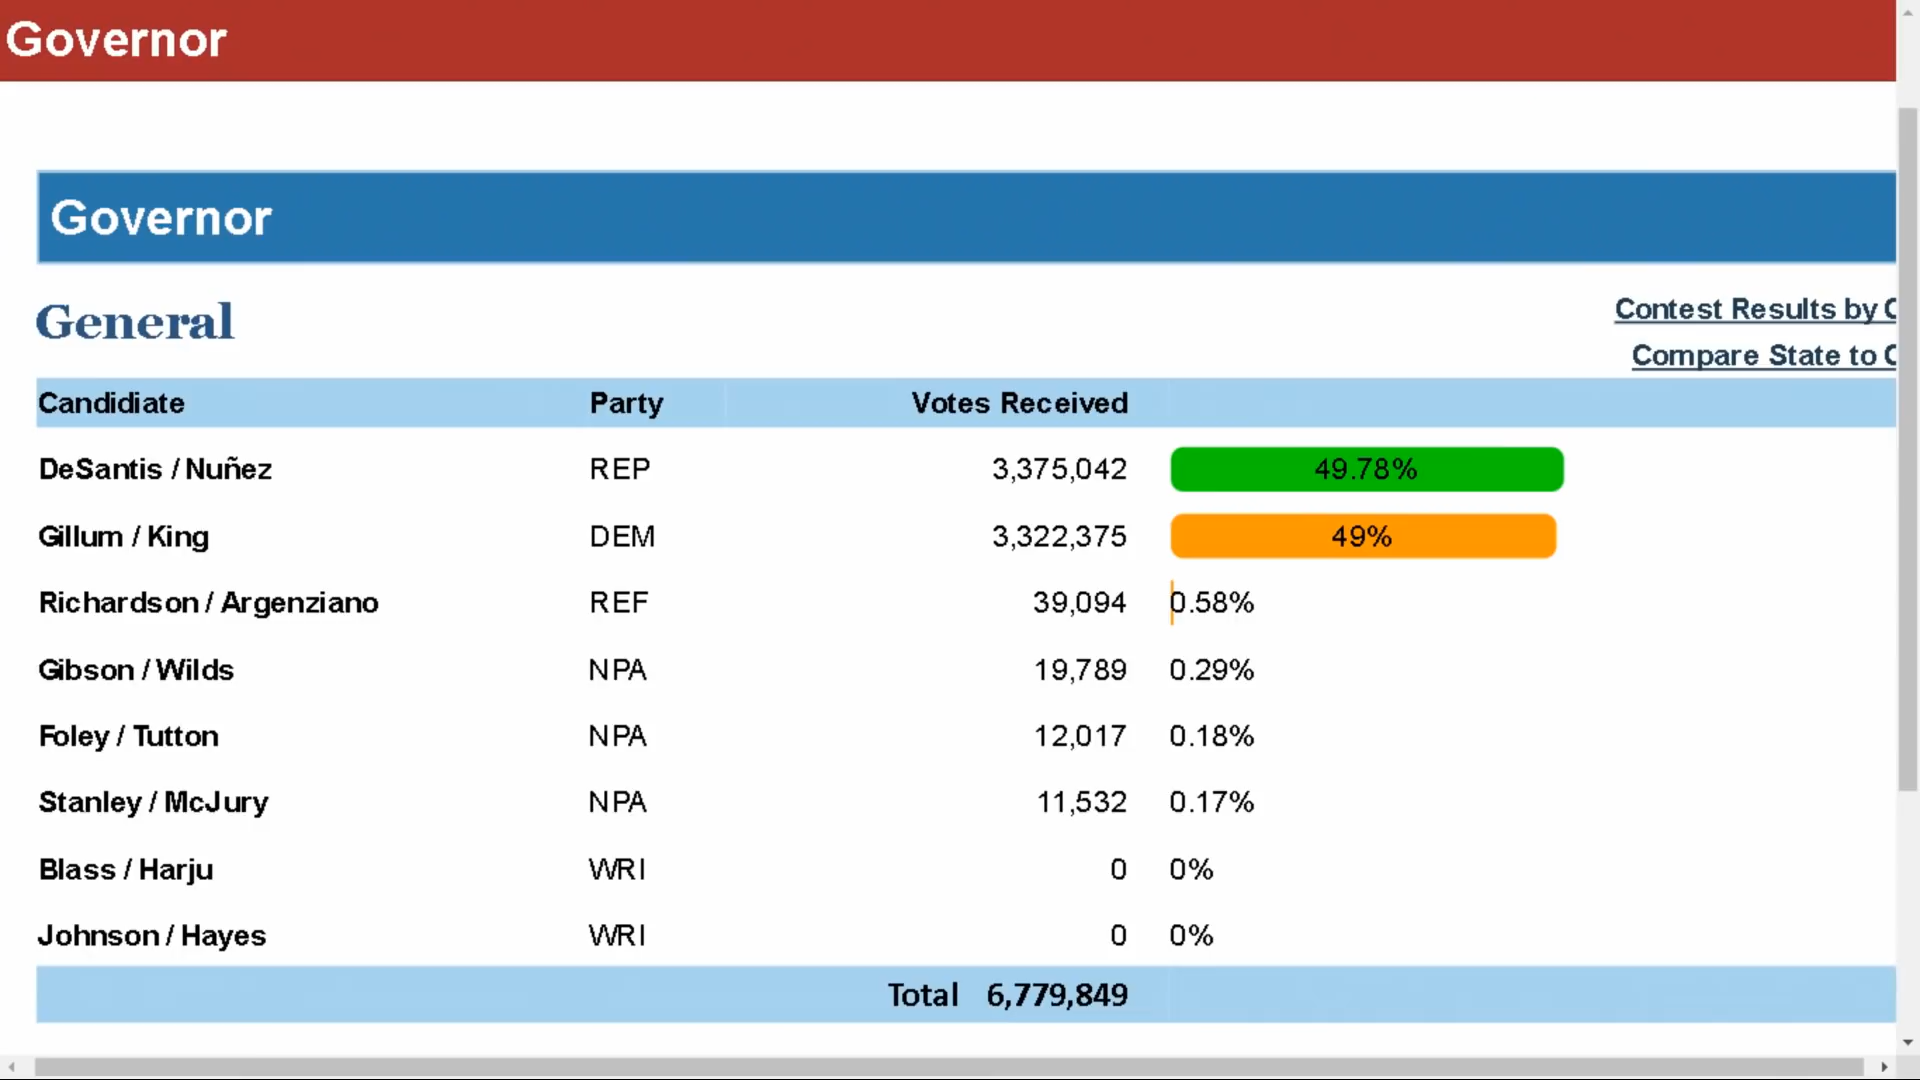 Governor
Governor
General
Contest Results by
Compare State to
Candidiate Party Votes Received
DeSantis / Nuñez REP 3,375,042 49.78%
Gillum / King DEM 3,322,375 49%
Richardson / Argenziano REF 39,094 0.58%
Gibson / Wilds NPA 19,789 0.29%
Foley / Tutton NPA 12,017 0.18%
Stanley / McJury NPA 11,532 0.17%
Blass / Harju WRI 0 0%
Johnson / Hayes WRI 0 0%
Total 6,779,849